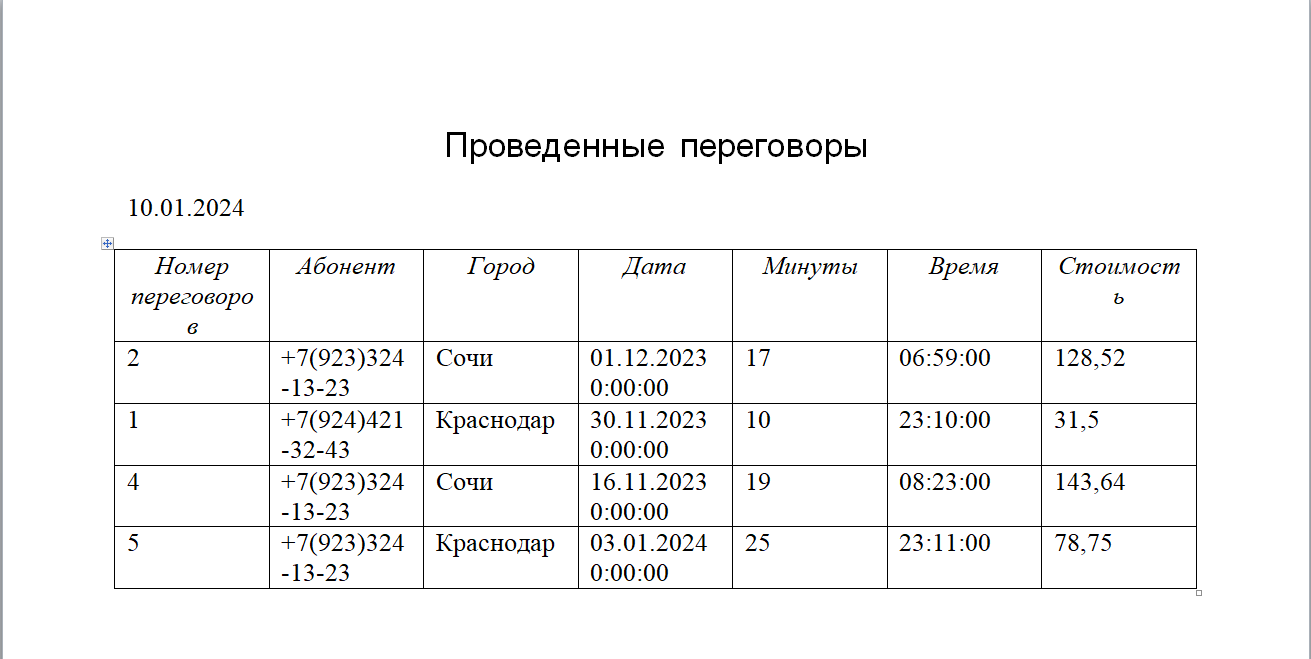 Проведенные переговоры
10.01.2024
Номер Абонент Город Дата Минуты Время Стоимост
переговоро ь
в
2 +7(923)324 Сочи 01.12.2023 17 06:59:00 128,52
-13-23 0:00:00
1 +7(924)421 Краснодар 30.11.2023 10 23:10:00 31,5
-32-43 0:00:00
4 +7(923)324 Сочи 16.11.2023 19 08:23:00 143,64
-13-23 0:00:00
5 +7(923)324 Краснодар 03.01.2024 25 23:11:00 78,75
-13-23 0:00:00